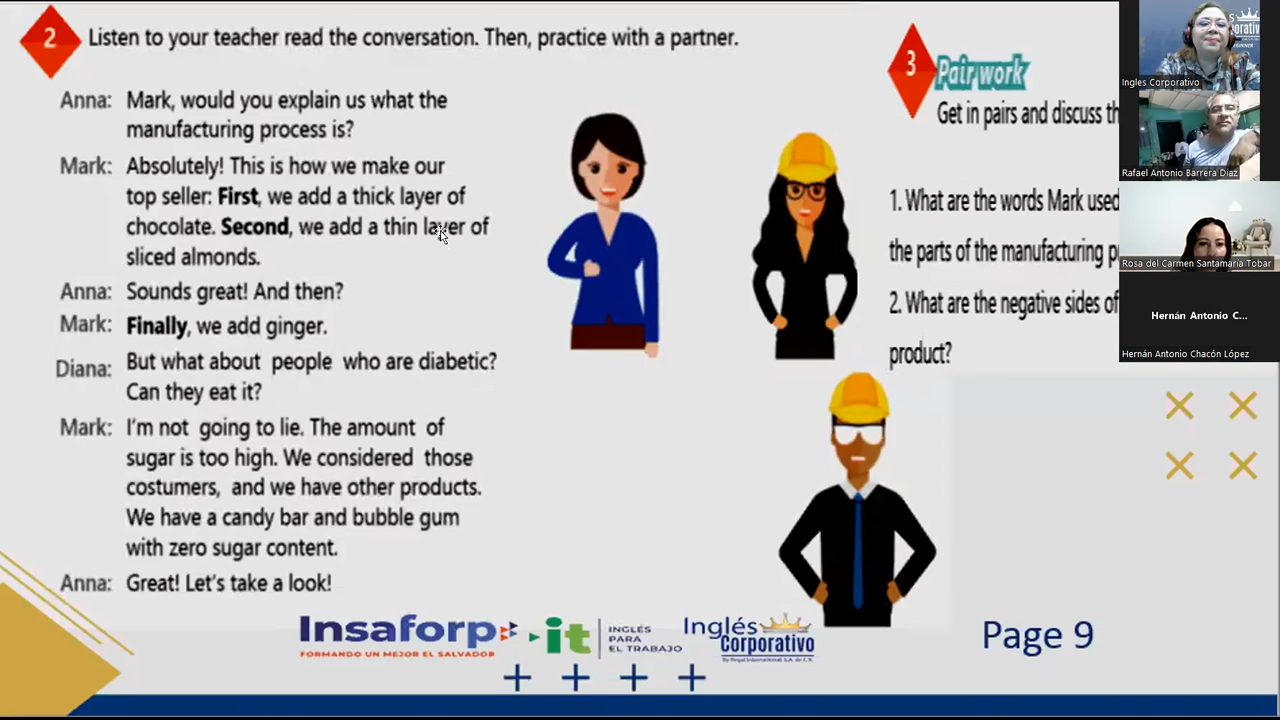 2 Listen to your teacher read the conversation. Then, practice with a partner.
Anna: Mark, would you explain us what the
manufacturing process is?
Mark: Absolutely! This is how we make our
top seller: First, we add a thick layer of
chocolate. Second, we add a thin layer of
sliced almonds.
Anna: Sounds great! And then?
Mark: Finally, we add ginger.
Diana: But what about people who are diabetic?
Can they eat it?
Mark: I'm not going to lie. The amount of
sugar is too high. We considered those
costumers, and we have other products.
We have a candy bar and bubble gum
with zero sugar content.
Anna: Great! Let's take a look!
3 Pair work
Get in pairs and discuss th
1. What are the words Mark used
the parts of the manufacturing p
2. What are the negative sides of
product?
Insaforp
FORMANDO UN MEJOR EL SALVADOR
it
INGLÉS
PARA
EL TRABAJO
Inglés
Corporativo
Page 9
Ingles Corporativo
Rafael Antonio Barrera Diaz
Rosa del Carmen Santamaría Tobar
Hernán Antonio C...
Hernán Antonio Chacón López